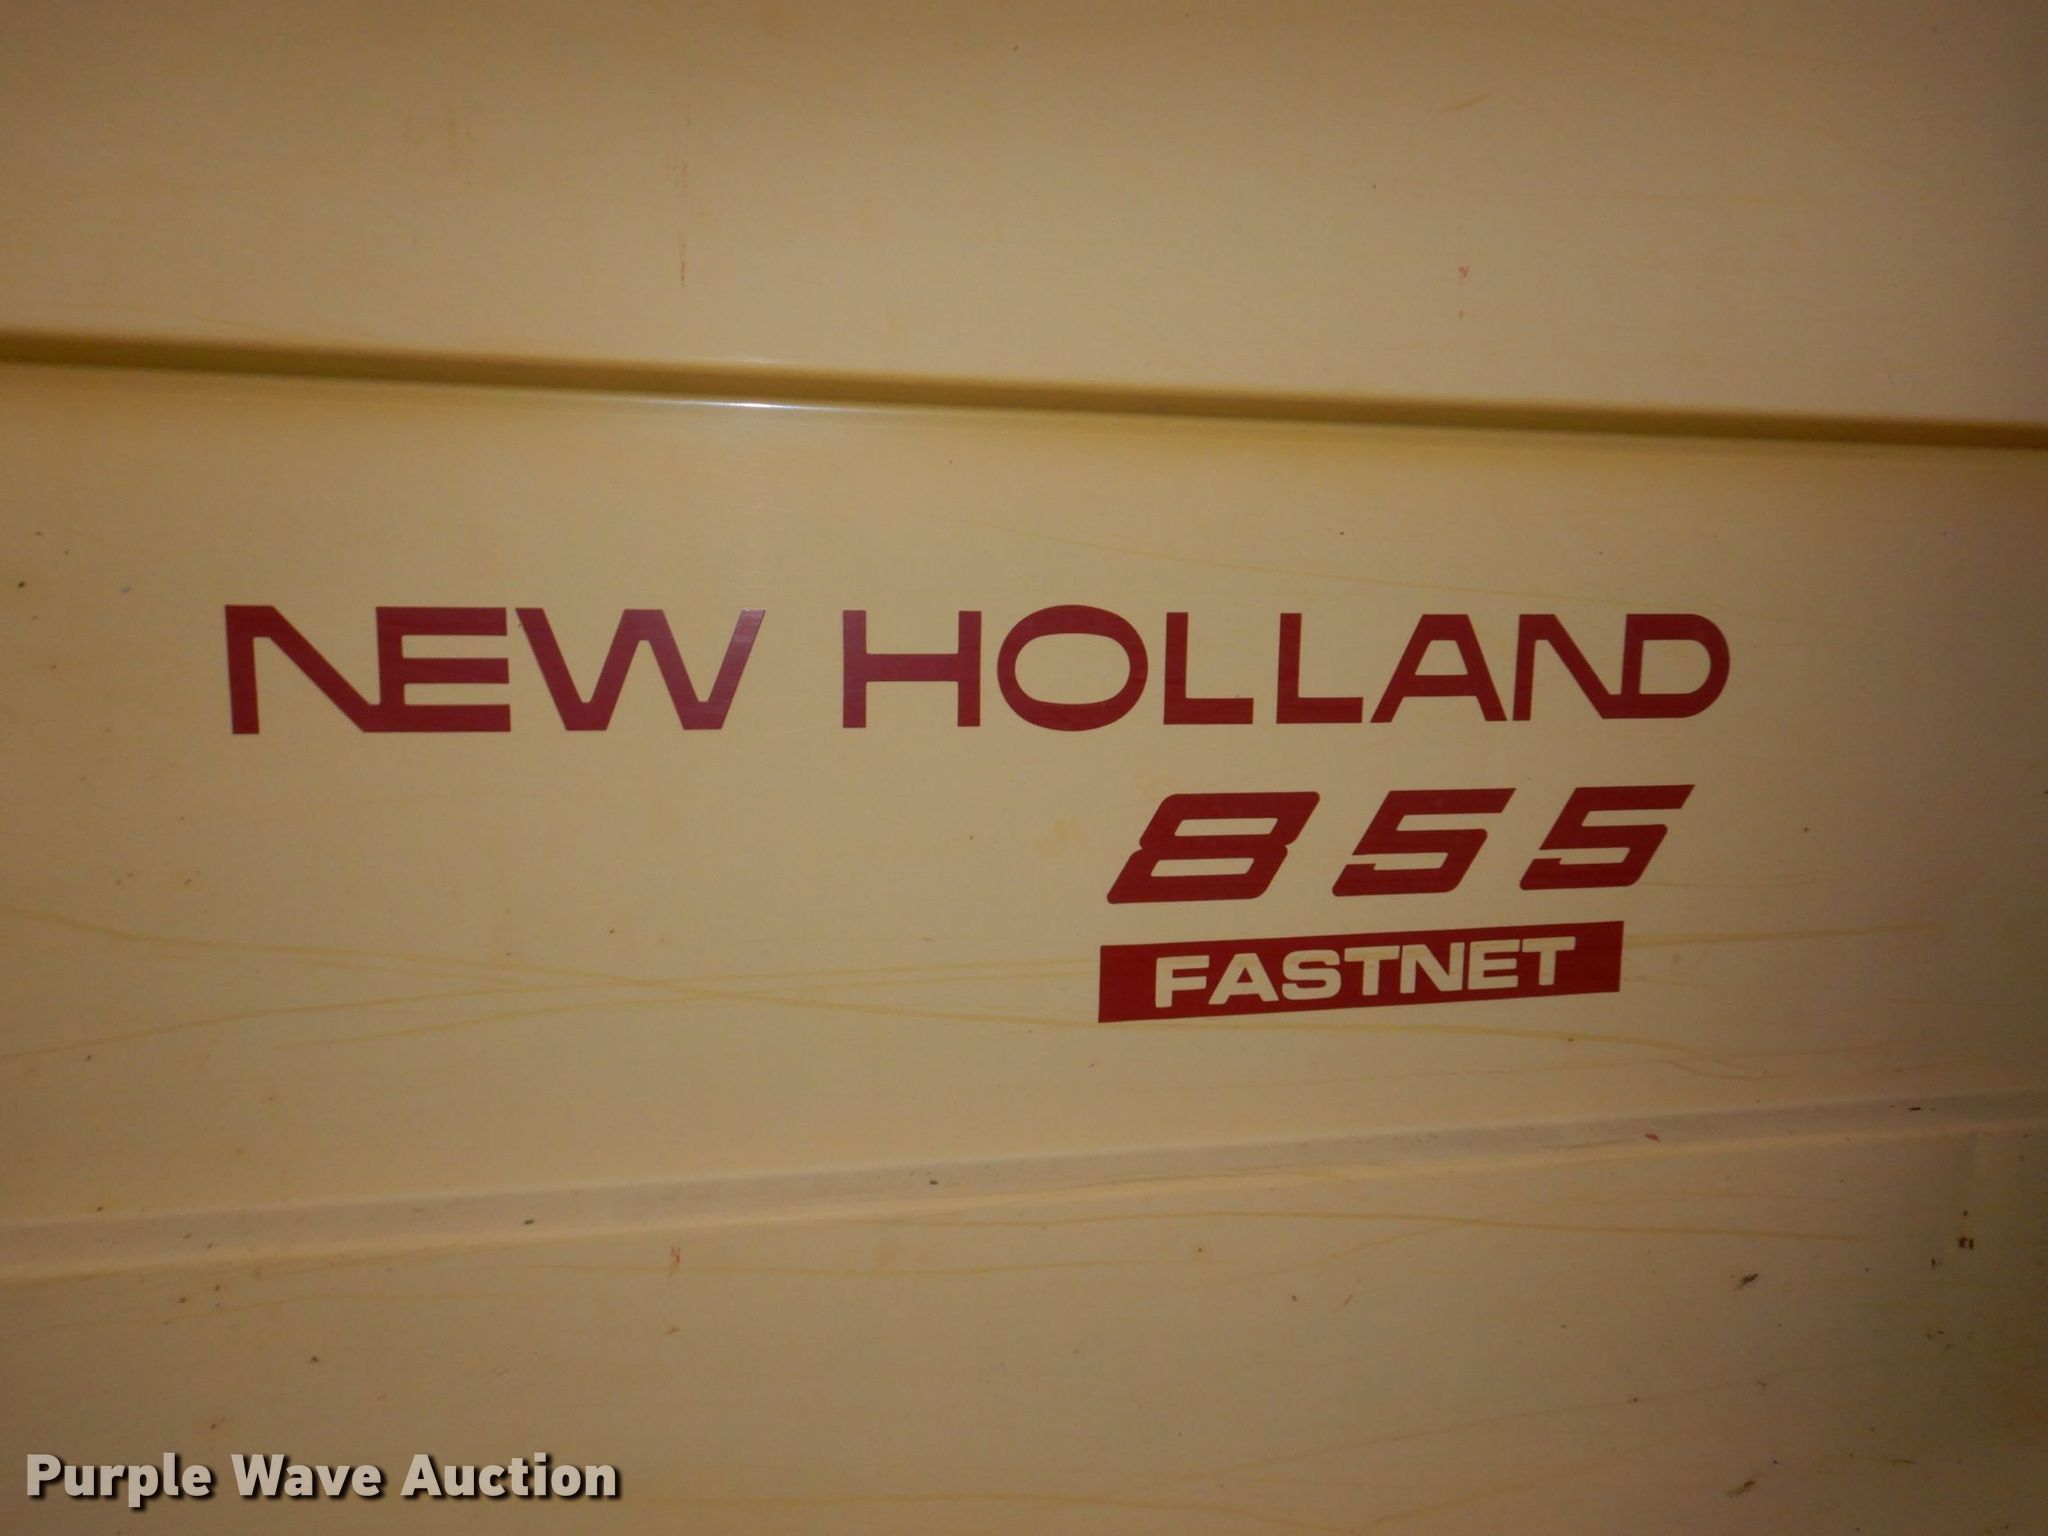 NEW HOLLAND
855
FASTNET
Purple Wave Auction